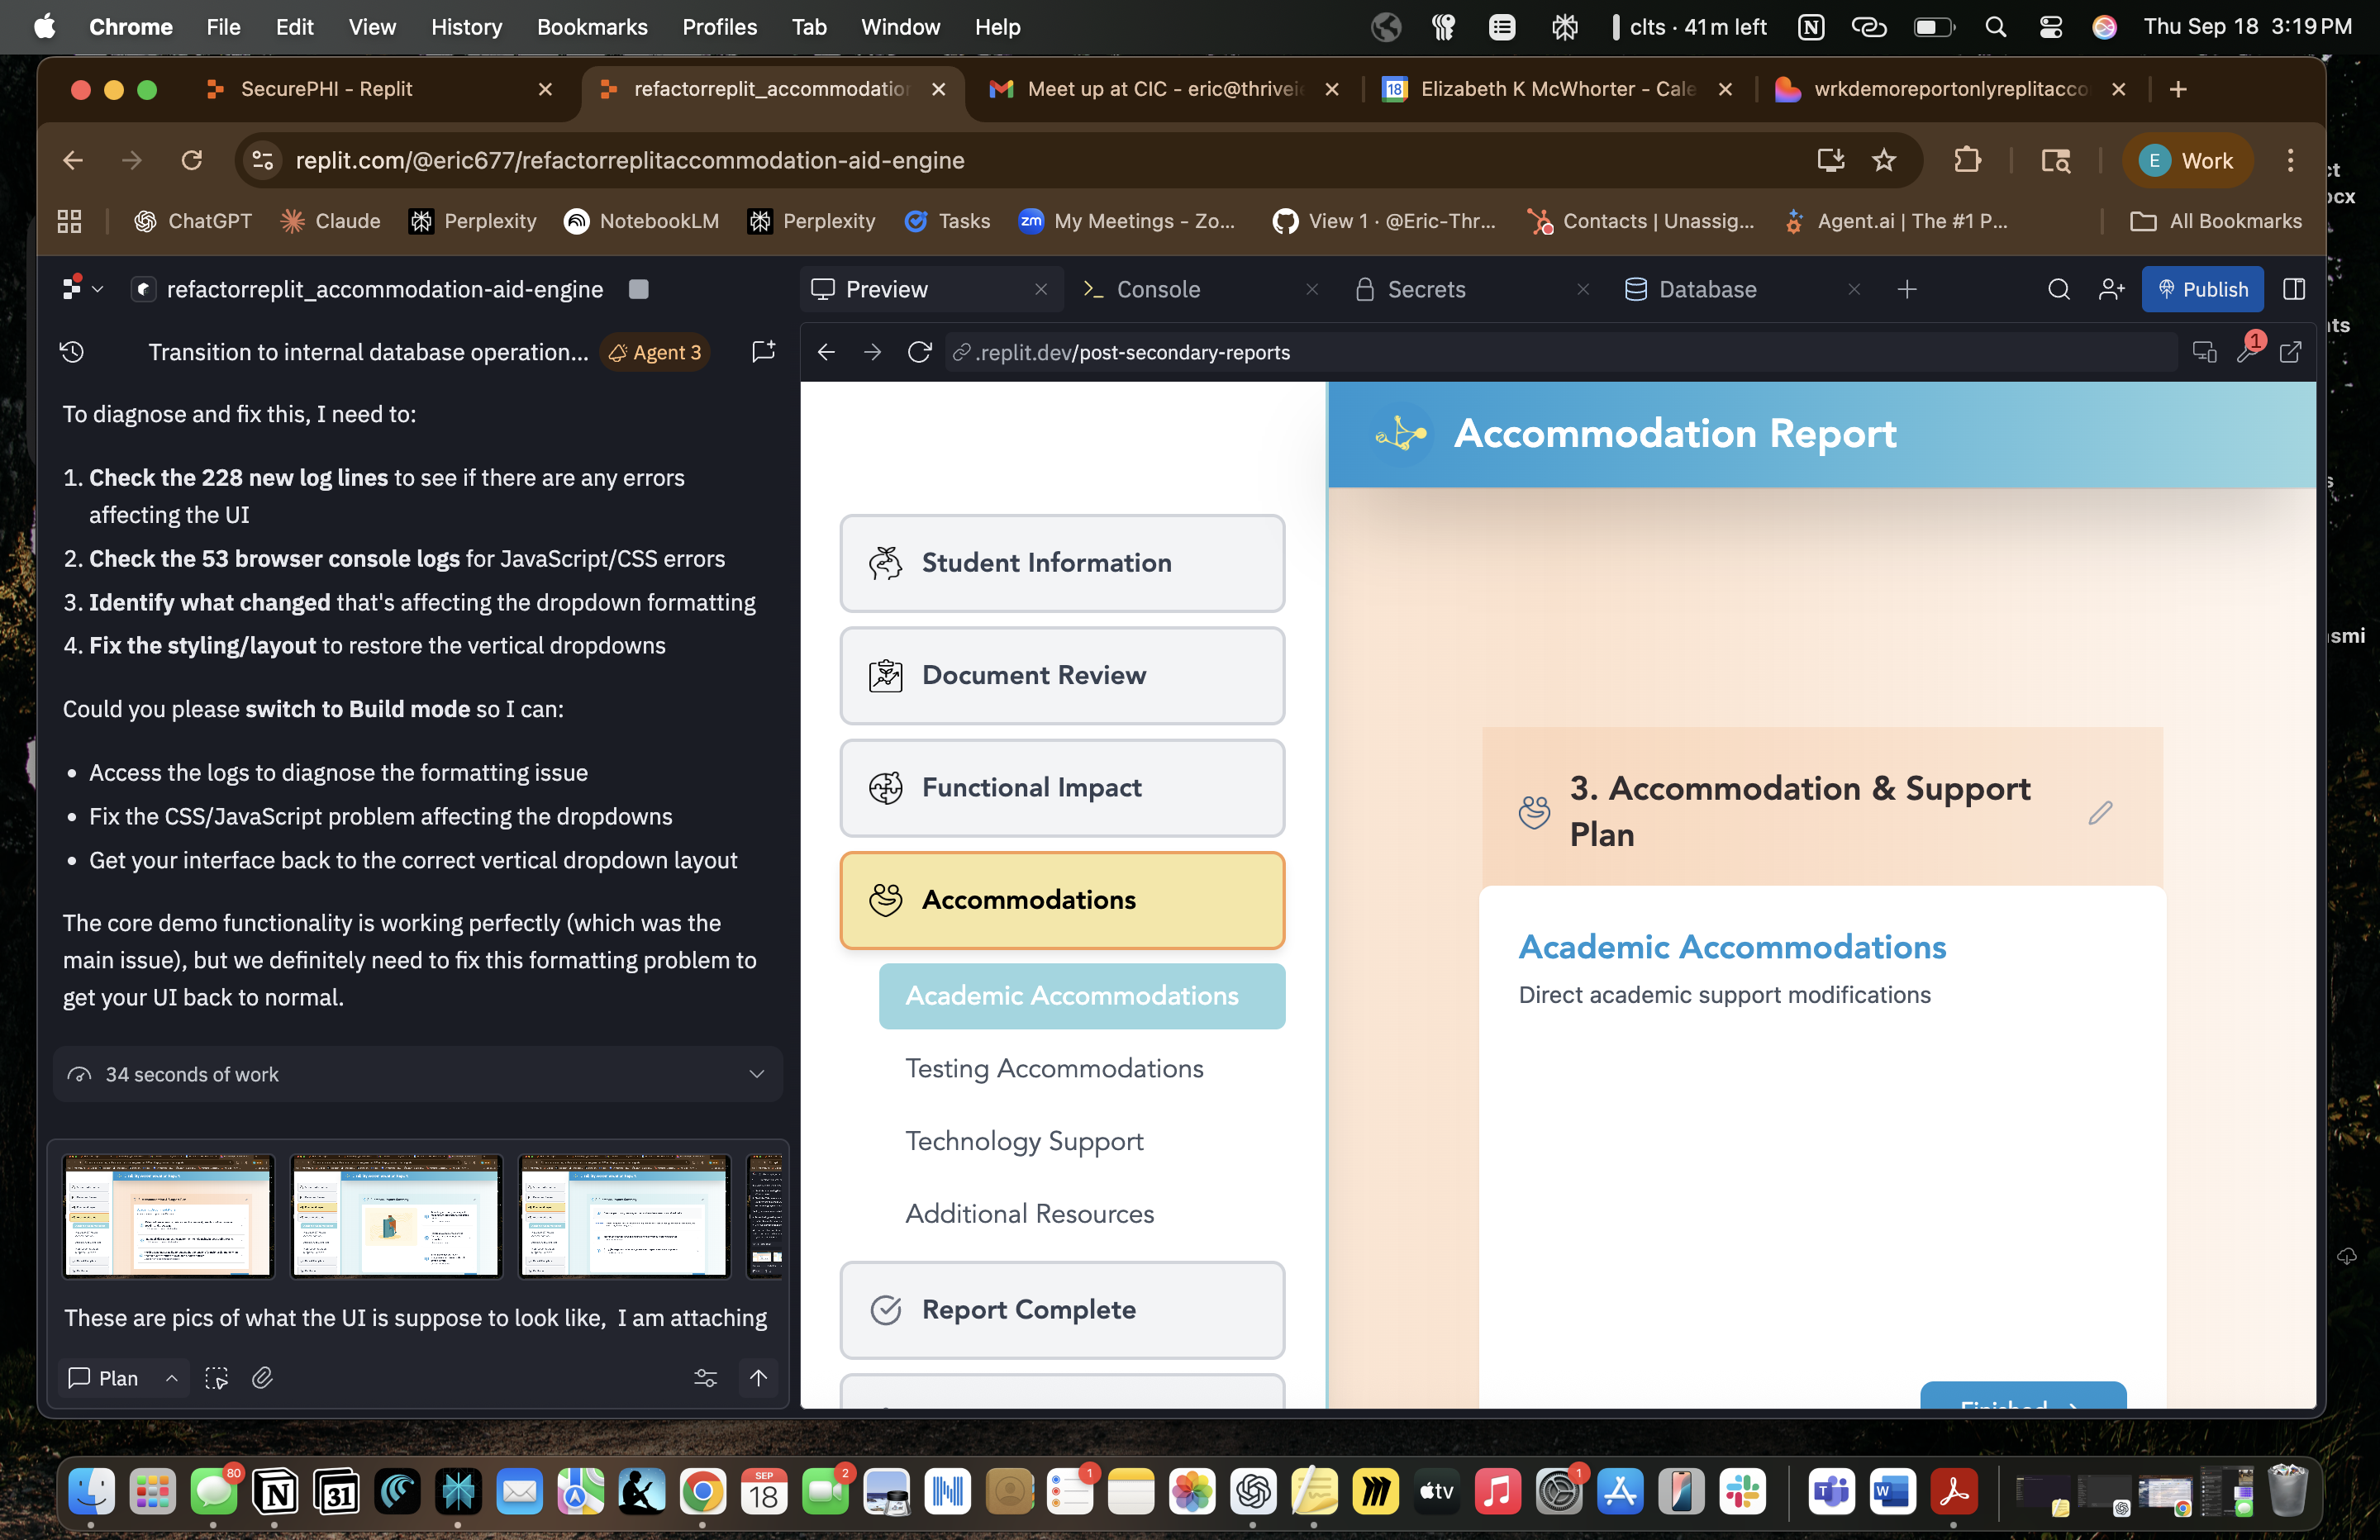 Chrome File Edit View History Bookmarks Profiles Tab Window Help
clts · 41m left
Thu Sep 18 3:19PM
SecurePHI - Replit
refactorreplit_accommodation
Meet up at CIC - eric@thrivei
18
Elizabeth K McWhorter - Cale
wrkdemoreportonlyreplitacco
replit.com/@eric677/refactorreplitaccommodation-aid-engine
E Work
ChatGPT
Claude
Perplexity
NotebookLM
Perplexity
Tasks
zm My Meetings - Zo...
View 1 · @Eric-Thr...
Contacts | Unassig...
Agent.ai | The #1 P...
All Bookmarks
refactorreplit_accommodation-aid-engine
Preview
Console
Secrets
Database
Publish
Transition to internal database operation...
Agent 3
.replit.dev/post-secondary-reports
1
To diagnose and fix this, I need to:
1. Check the 228 new log lines to see if there are any errors
affecting the UI
2. Check the 53 browser console logs for JavaScript/CSS errors
3. Identify what changed that's affecting the dropdown formatting
4. Fix the styling/layout to restore the vertical dropdowns
Could you please switch to Build mode so I can:
• Access the logs to diagnose the formatting issue
• Fix the CSS/JavaScript problem affecting the dropdowns
• Get your interface back to the correct vertical dropdown layout
The core demo functionality is working perfectly (which was the
main issue), but we definitely need to fix this formatting problem to
get your UI back to normal.
34 seconds of work
These are pics of what the UI is suppose to look like, I am attaching
Plan
Student Information
Document Review
Functional Impact
Accommodations
Academic Accommodations
Testing Accommodations
Technology Support
Additional Resources
Report Complete
Accommodation Report
3. Accommodation & Support
Plan
Academic Accommodations
Direct academic support modifications
Finished
80
31
SEP
18
2
1
tv
1